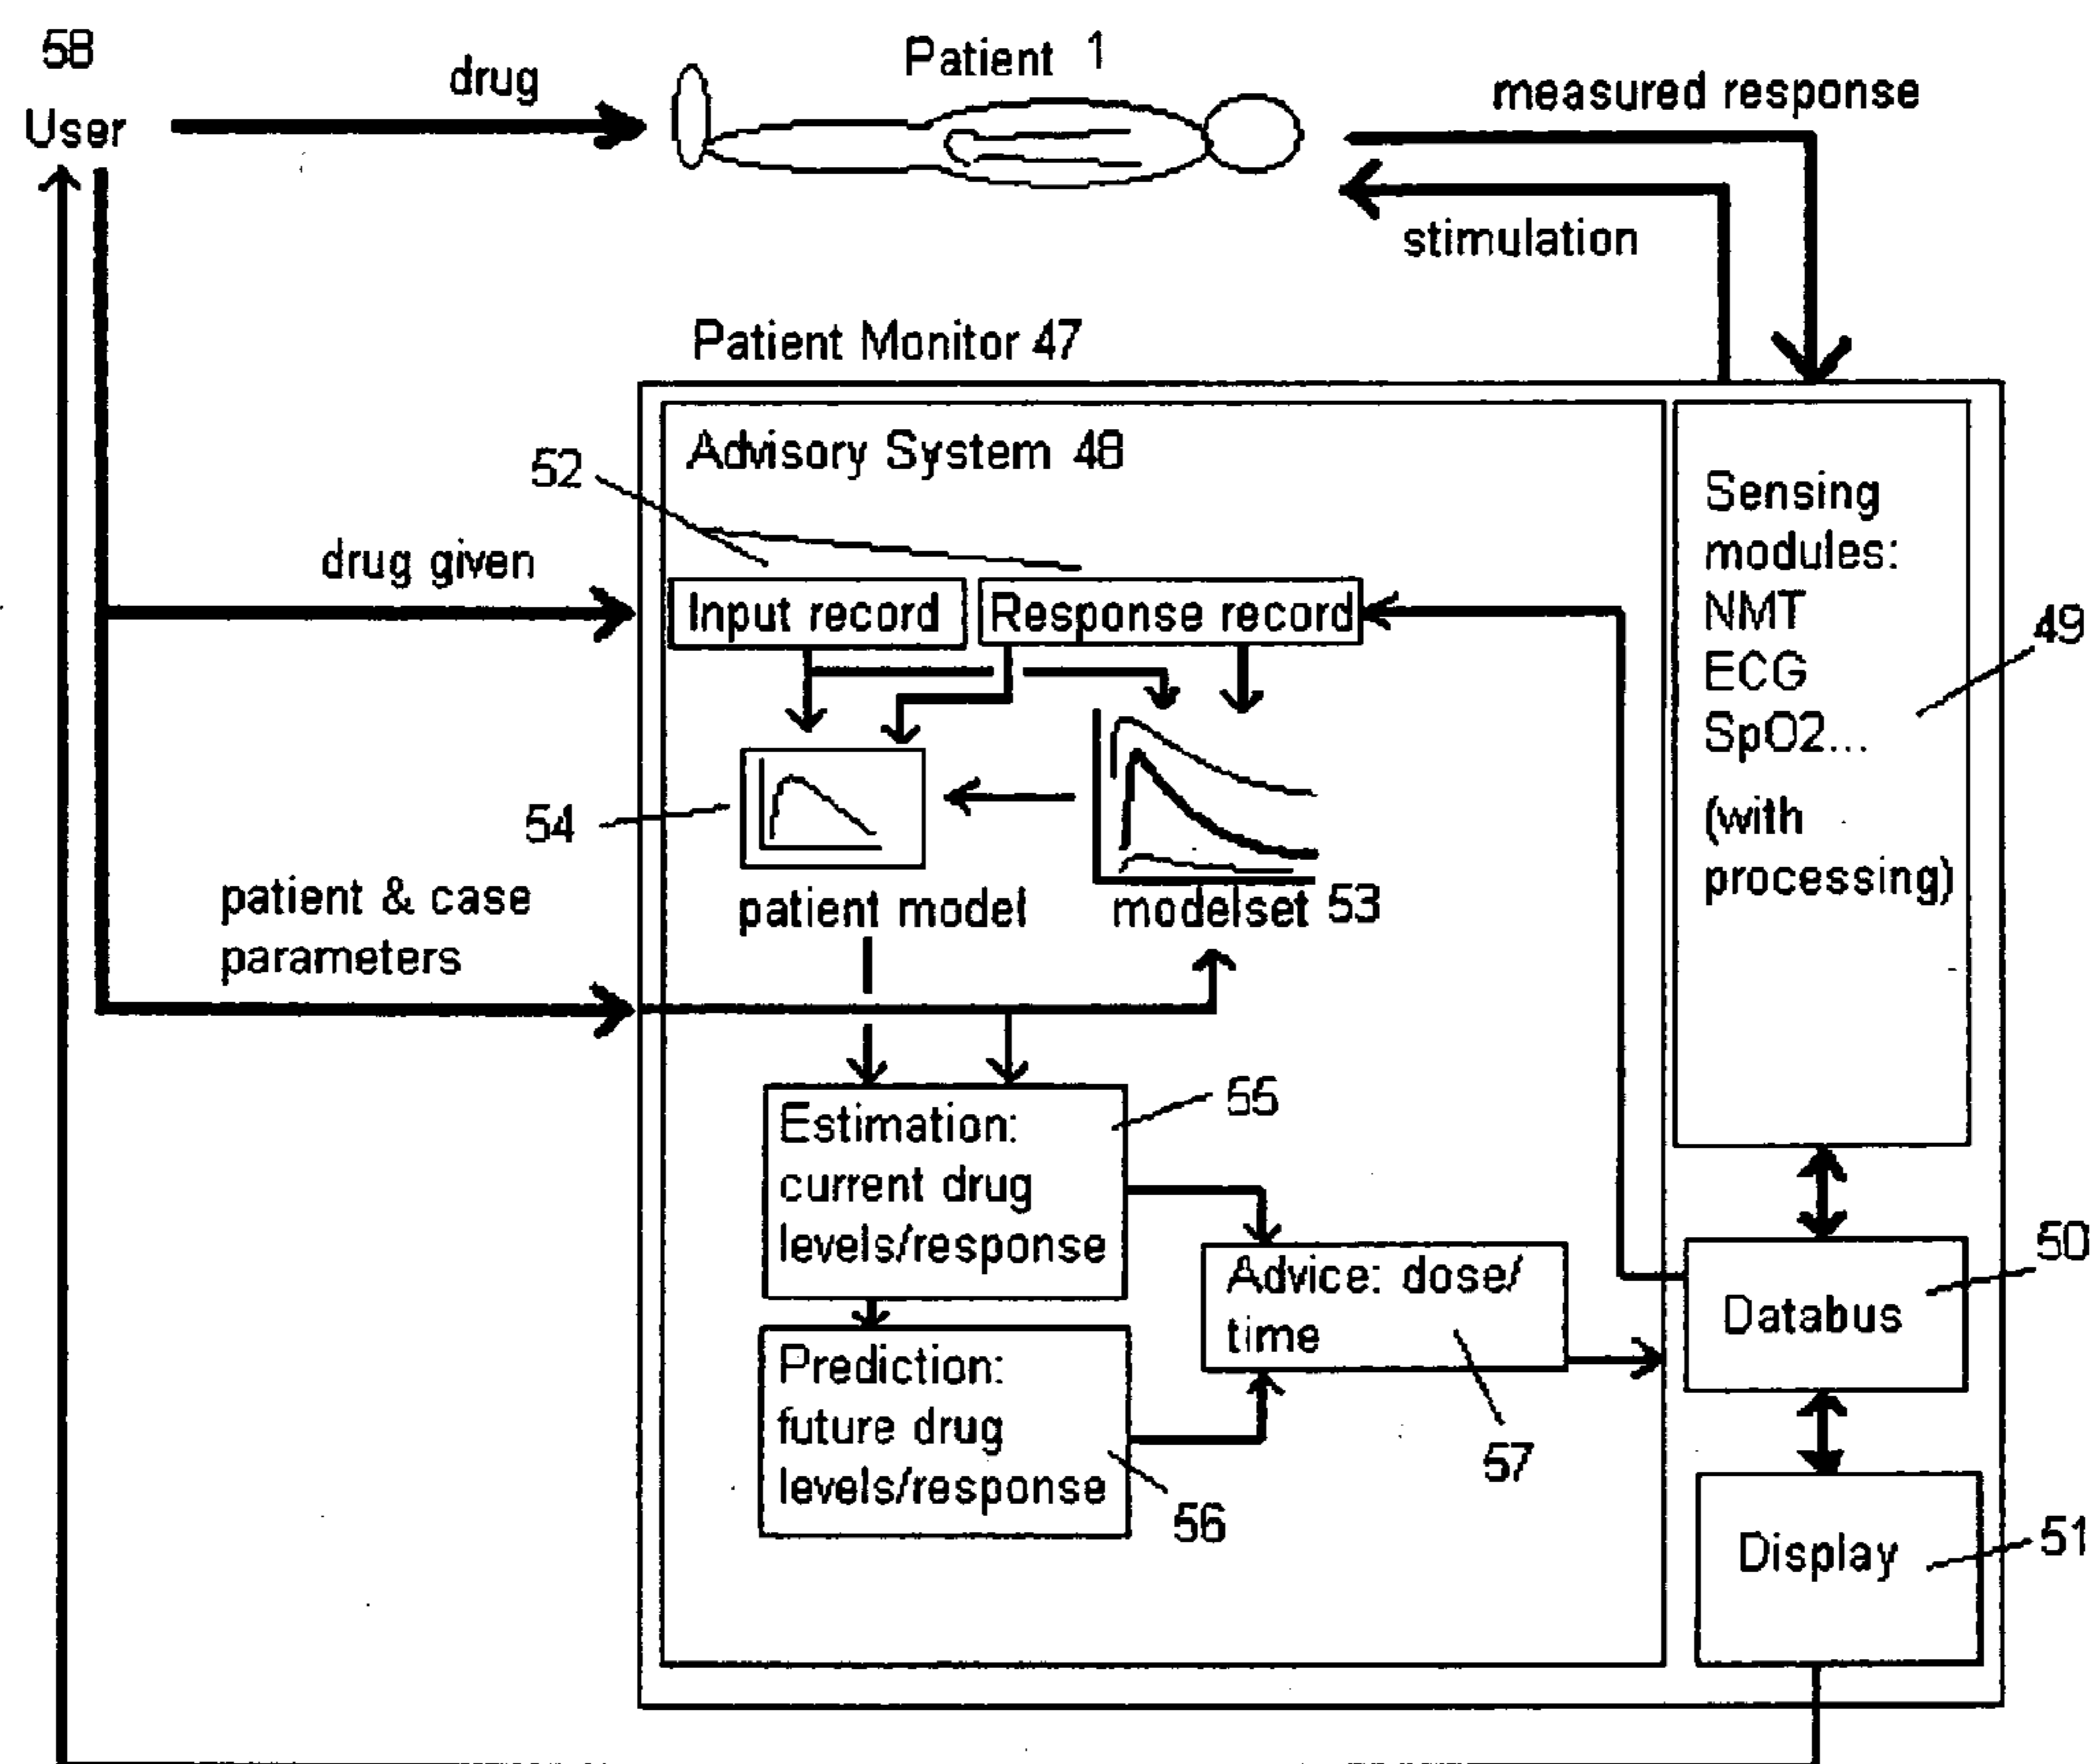 58
User
drug
Patient 1
measured response
stimulation
Patient Monitor 47
Advisory System 48
52
drug given
Input record
Response record
Sensing
modules:
NMT
ECG
SpO2...
(with
processing)
49
54
patient model
modelset 53
patient & case
parameters
Estimation:
current drug
levels/response
55
Advice: dose/
time
57
Prediction:
future drug
levels/response
56
Databus
50
Display
51